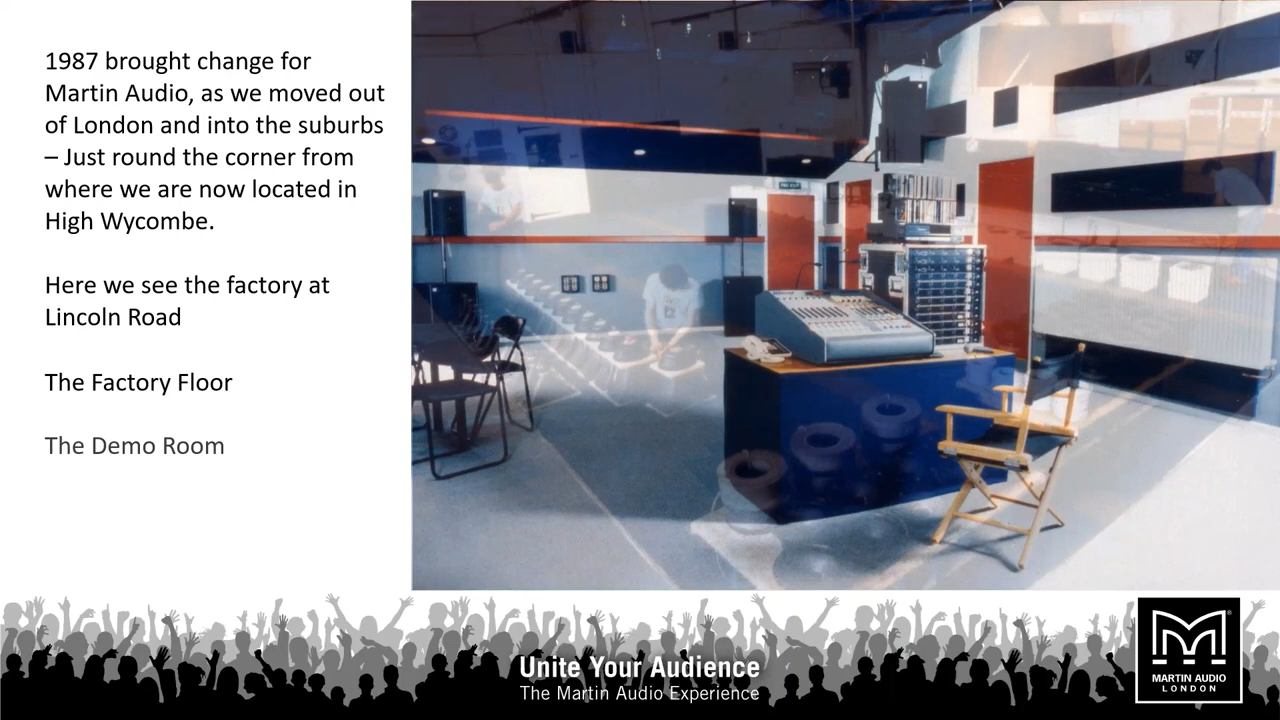 1987 brought change for
Martin Audio, as we moved out
of London and into the suburbs
– Just round the corner from
where we are now located in
High Wycombe.
Here we see the factory at
Lincoln Road
The Factory Floor
The Demo Room
Unite Your Audience
The Martin Audio Experience
MARTIN AUDIO
LONDON